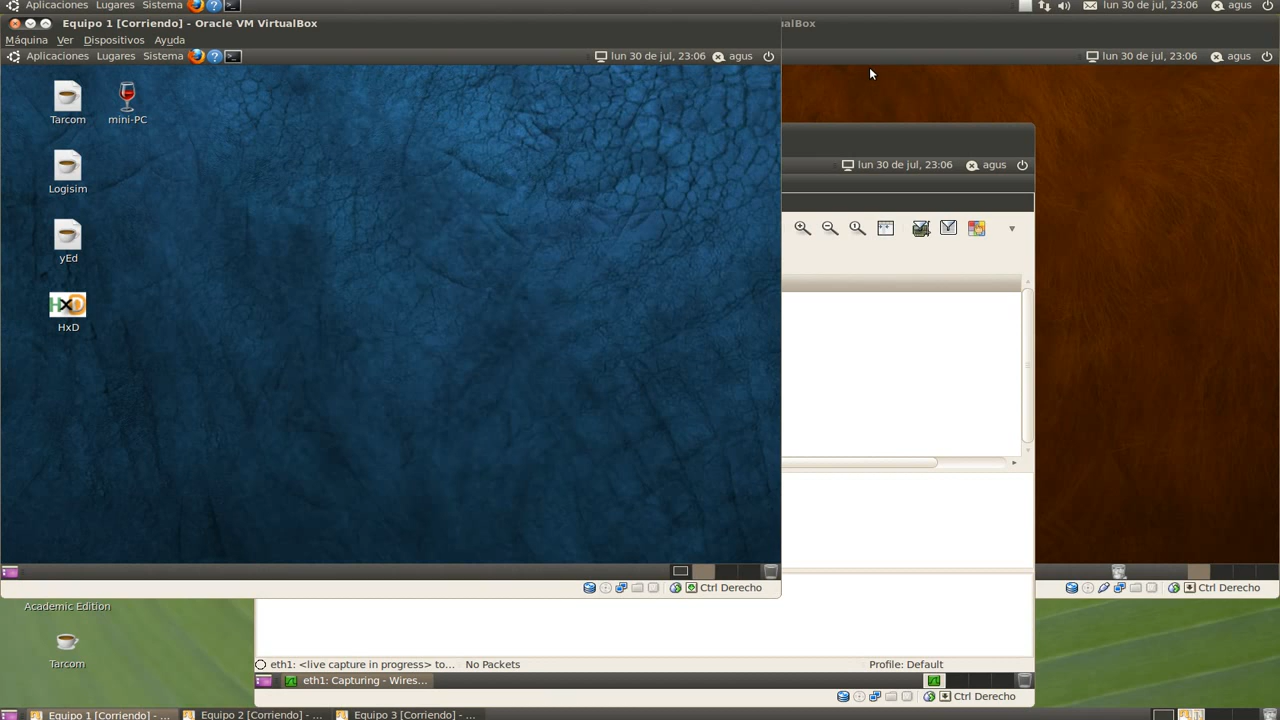 Aplicaciones Lugares Sistema lun 30 de jul, 23:06 agus
Equipo 1 [Corriendo] - Oracle VM VirtualBox
ualBox
Máquina Ver Dispositivos Ayuda
Aplicaciones Lugares Sistema lun 30 de jul, 23:06 agus
lun 30 de jul, 23:06 agus
Tarcom
mini-PC
lun 30 de jul, 23:06 agus
Logisim
yEd
HxD
HxD
Ctrl Derecho
Ctrl Derecho
Academic Edition
Tarcom
eth1: <live capture in progress> to... No Packets Profile: Default
eth1: Capturing - Wires...
Ctrl Derecho
Equipo 1 [Corriendo] - ... Equipo 2 [Corriendo] - ... Equipo 3 [Corriendo] - ...